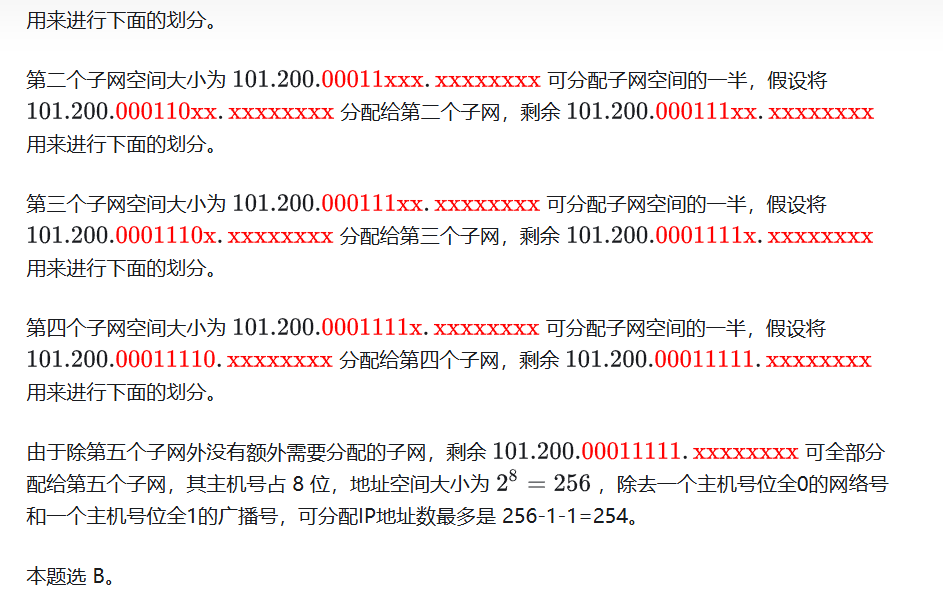 用来进行下面的划分。
第二个子网空间大小为 101.200.00011xxx. xxxxxxxx 可分配子网空间的一半，假设将
101.200.000110xx. xxxxxxxx 分配给第二个子网，剩余 101.200.000111xx. xxxxxxxx
用来进行下面的划分。
第三个子网空间大小为 101.200.000111xx. xxxxxxxx 可分配子网空间的一半，假设将
101.200.0001110x. xxxxxxxx 分配给第三个子网，剩余 101.200.0001111x. xxxxxxxx
用来进行下面的划分。
第四个子网空间大小为 101.200.0001111x. xxxxxxxx 可分配子网空间的一半，假设将
101.200.00011110. xxxxxxxx 分配给第四个子网，剩余 101.200.00011111. xxxxxxxx
用来进行下面的划分。
由于除第五个子网外没有额外需要分配的子网，剩余 101.200.00011111. xxxxxxxx 可全部分
配给第五个子网，其主机号占 8 位，地址空间大小为 2⁸ = 256 ，除去一个主机号位全0的网络号
和一个主机号位全1的广播号，可分配IP地址数最多是 256-1-1=254。
本题选 B。